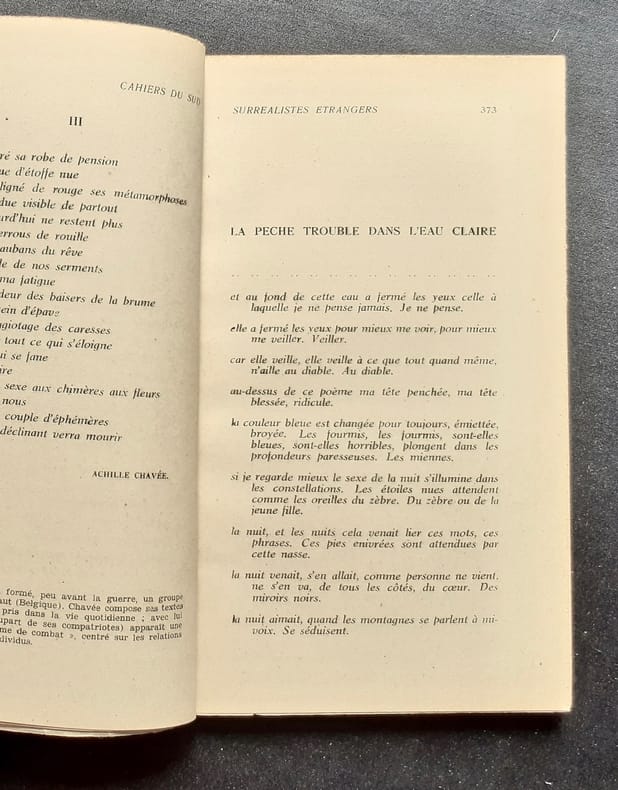 CAHIERS DU SUD
III
ré sa robe de pension
ue d'étoffe nue
ligné de rouge ses métamorphoses
due visible de partout
urd'hui ne restent plus
errous de rouille
aubans du rêve
le de nos serments
ma fatigue
deur des baisers de la brume
ein d'épave
giotage des caresses
tout ce qui s'éloigne
ui se fane
ire
sexe aux chimères aux fleurs
nous
couple d'éphémères
déclinant verra mourir
ACHILLE CHAVÉE.
formé, peu avant la guerre, un groupe
aut (Belgique). Chavée compose ses textes
pris dans la vie quotidienne ; avec lui
upart de ses compatriotes) apparaît une
me de combat », centré sur les relations
dividus.
SURREALISTES ETRANGERS 373
LA PECHE TROUBLE DANS L'EAU CLAIRE
et au fond de cette eau a fermé les yeux celle à
laquelle je ne pense jamais. Je ne pense.
elle a fermé les yeux pour mieux me voir, pour mieux
me veiller. Veiller.
car elle veille, elle veille à ce que tout quand même,
n'aille au diable. Au diable.
au-dessus de ce poème ma tête penchée, ma tête
blessée, ridicule.
la couleur bleue est changée pour toujours, émiettée,
broyée. Les fourmis, les fourmis, sont-elles
bleues, sont-elles horribles, plongent dans les
profondeurs paresseuses. Les miennes.
si je regarde mieux le sexe de la nuit s'illumine dans
les constellations. Les étoiles nues attendent
comme les oreilles du zèbre. Du zèbre ou de la
jeune fille.
la nuit, et les nuits cela venait lier ces mots, ces
phrases. Ces pies enivrées sont attendues par
cette nasse.
la nuit venait, s'en allait, comme personne ne vient,
ne s'en va, de tous les côtés, du cœur. Des
miroirs noirs.
la nuit aimait, quand les montagnes se parlent à mi-
voix. Se séduisent.